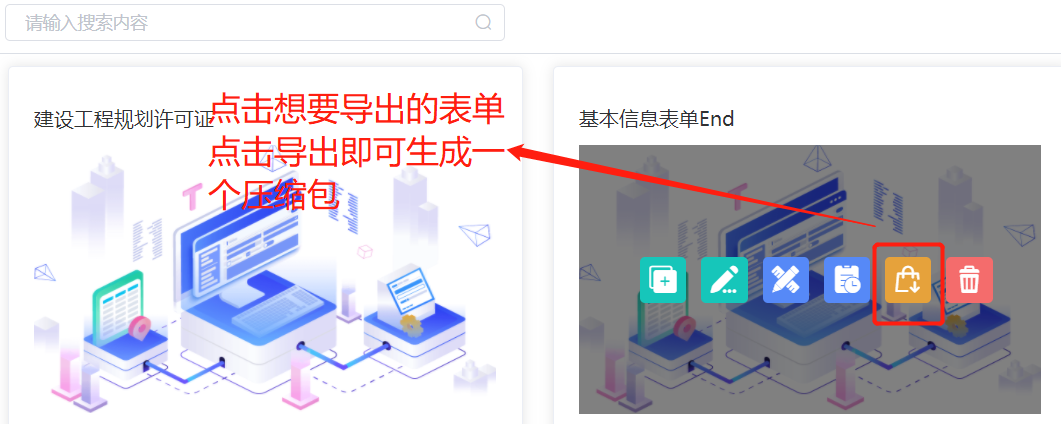 请输入搜索内容
建设工程规划许可证
点击想要导出的表单
点击导出即可生成一
个压缩包
基本信息表单End